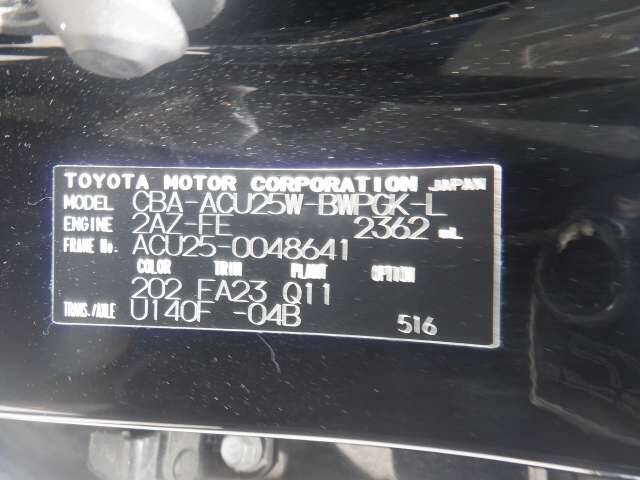 TOYOTA MOTOR CORPORATION JAPAN
MODEL CBA-ACU25W-BWPGK-L
ENGINE 2AZ-FE 2362 mL
FRAME No. ACU25-0048641
COLOR TRIM PLANT OPTION
202 FA23 Q11
TRANS./AXLE U140F -04B 516